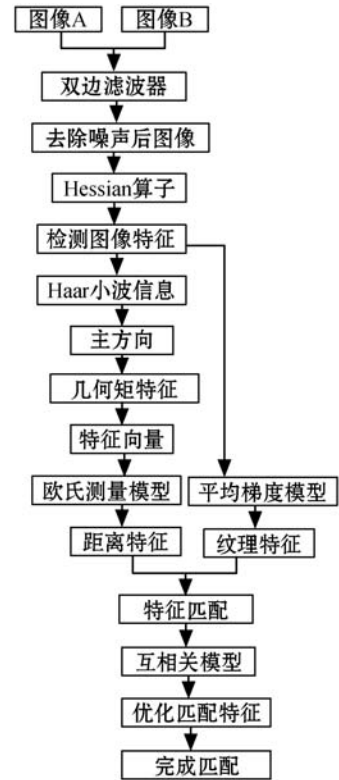 图像A
图像B
双边滤波器
去除噪声后图像
Hessian算子
检测图像特征
Haar小波信息
主方向
几何矩特征
特征向量
欧氏测量模型
平均梯度模型
距离特征
纹理特征
特征匹配
互相关模型
优化匹配特征
完成匹配